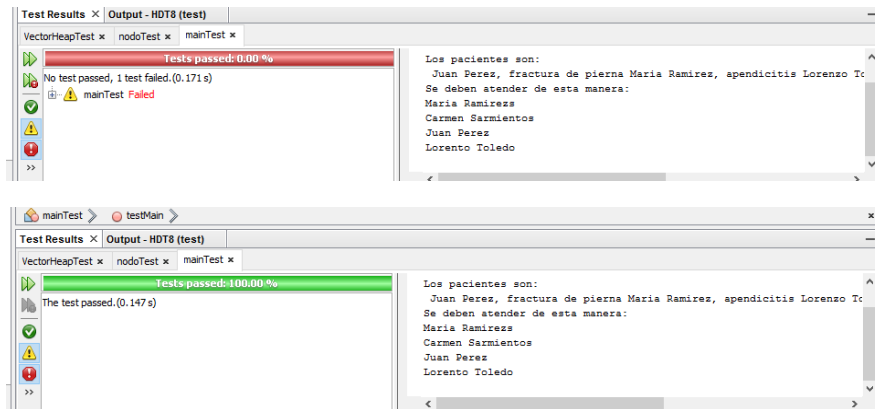 Test Results × Output - HDT8 (test)
VectorHeapTest × nodoTest × mainTest ×
Tests passed: 0.00 %
No test passed, 1 test failed.(0.171 s)
mainTest Failed
>>
Los pacientes son:
Juan Perez, fractura de pierna Maria Ramirez, apendicitis Lorenzo To
Se deben atender de esta manera:
Maria Ramirezs
Carmen Sarmientos
Juan Perez
Lorento Toledo
mainTest testMain
Test Results × Output - HDT8 (test)
VectorHeapTest × nodoTest × mainTest ×
Tests passed: 100.00 %
The test passed.(0.147 s)
>>
Los pacientes son:
Juan Perez, fractura de pierna Maria Ramirez, apendicitis Lorenzo To
Se deben atender de esta manera:
Maria Ramirezs
Carmen Sarmientos
Juan Perez
Lorento Toledo